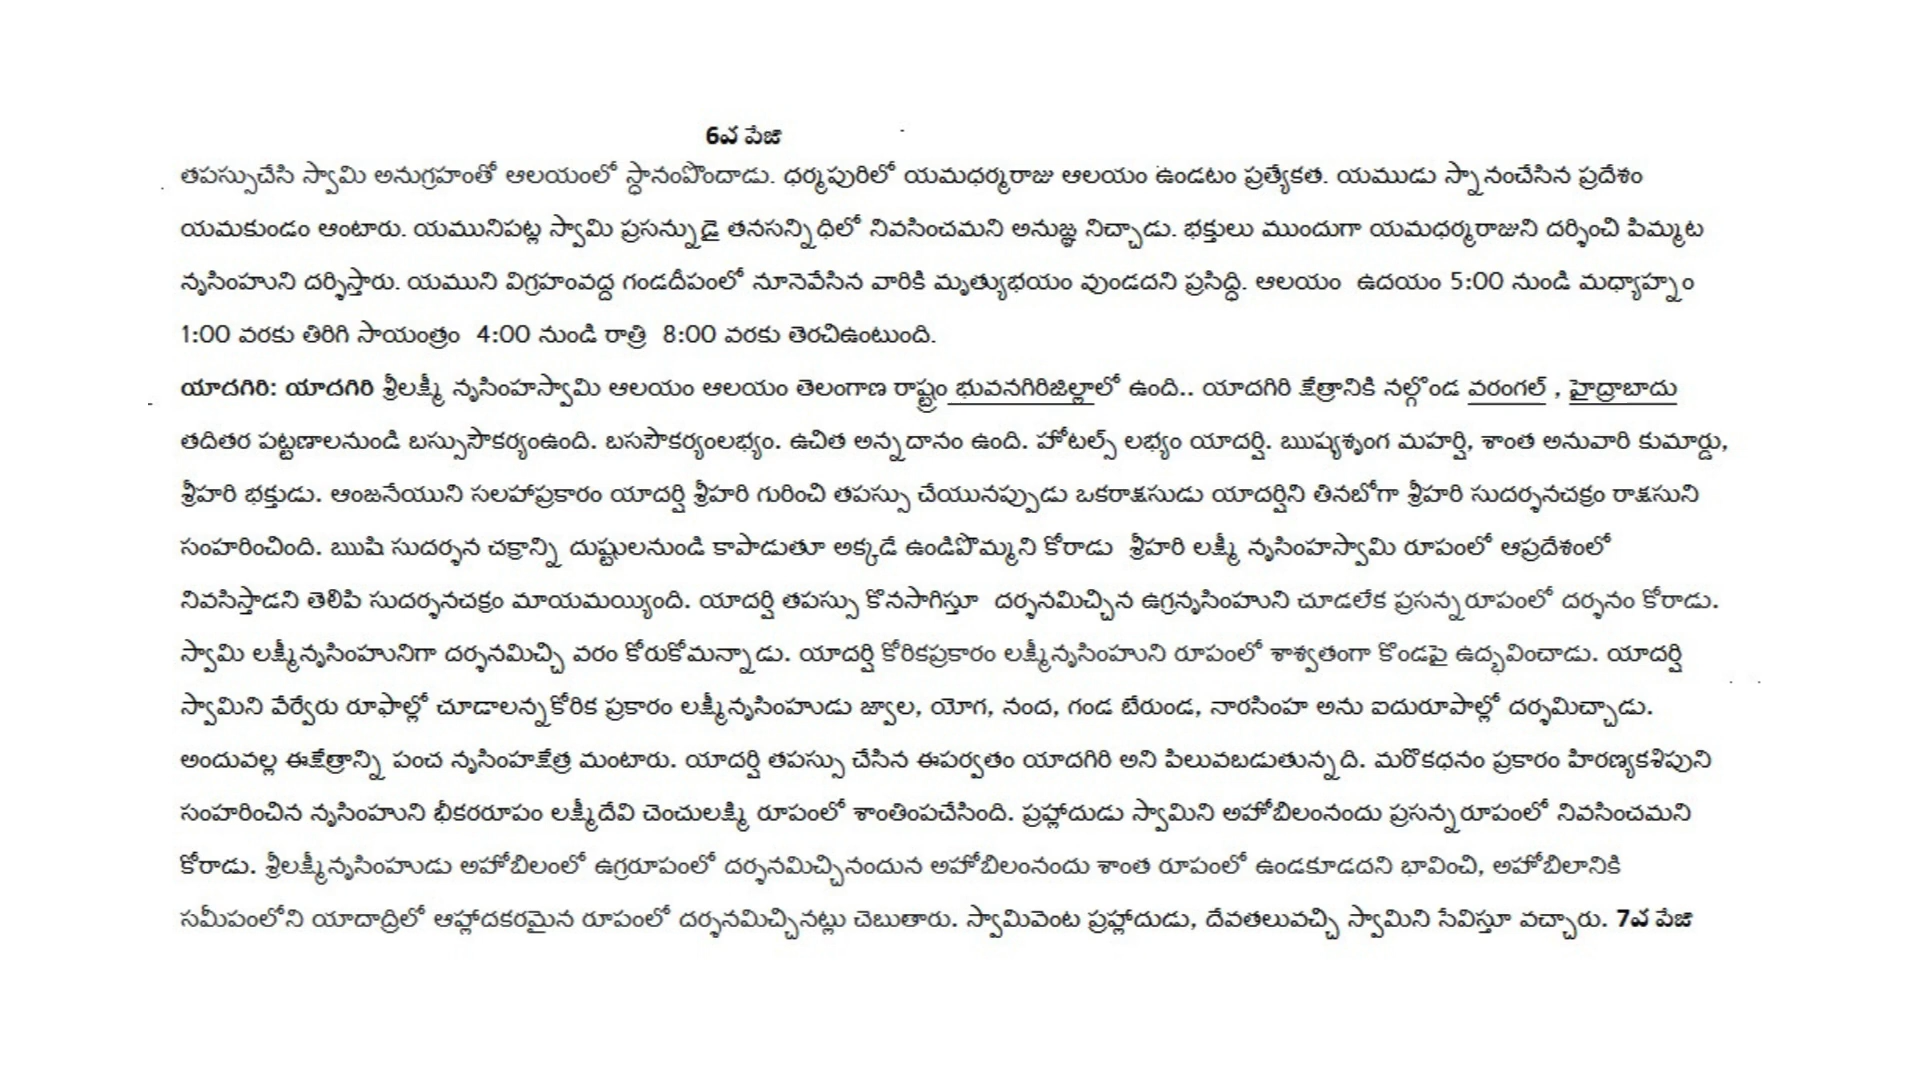 6వ పేజి
తపస్సుచేసి స్వామి అనుగ్రహంతో ఆలయంలో స్థానంపొందాడు. ధర్మపురిలో యమధర్మరాజు ఆలయం ఉండటం ప్రత్యేకత. యముడు స్నానంచేసిన ప్రదేశం
యమకుండం ఆంటారు. యమునిపట్ల స్వామి ప్రసన్నుడై తనసన్నిధిలో నివసించమని అనుజ్ఞ నిచ్చాడు. భక్తులు ముందుగా యమధర్మరాజుని దర్శించి పిమ్మట
నృసింహుని దర్శిస్తారు. యముని విగ్రహంవద్ద గండదీపంలో నూనెవేసిన వారికి మృత్యుభయం వుండదని ప్రసిద్ధి. ఆలయం ఉదయం 5:00 నుండి మధ్యాహ్నం
1:00 వరకు తిరిగి సాయంత్రం 4:00 నుండి రాత్రి 8:00 వరకు తెరచిఉంటుంది.
యాదగిరి: యాదగిరి శ్రీలక్ష్మీ నృసింహస్వామి ఆలయం ఆలయం తెలంగాణ రాష్ట్రం భువనగిరిజిల్లాలో ఉంది.. యాదగిరి క్షేత్రానికి నల్గొండ వరంగల్ , హైద్రాబాదు
తదితర పట్టణాలనుండి బస్సుసౌకర్యంఉంది. బససౌకర్యంలభ్యం. ఉచిత అన్నదానం ఉంది. హోటల్స్ లభ్యం యాదర్షి. ఋష్యశృంగ మహర్షి, శాంత అనువారి కుమార్డు,
శ్రీహరి భక్తుడు. ఆంజనేయుని సలహాప్రకారం యాదర్షి శ్రీహరి గురించి తపస్సు చేయునప్పుడు ఒకరాక్షసుడు యాదర్షిని తినబోగా శ్రీహరి సుదర్శనచక్రం రాక్షసుని
సంహరించింది. ఋషి సుదర్శన చక్రాన్ని దుష్టులనుండి కాపాడుతూ అక్కడే ఉండిపొమ్మని కోరాడు శ్రీహరి లక్ష్మీ నృసింహస్వామి రూపంలో ఆప్రదేశంలో
నివసిస్తాడని తెలిపి సుదర్శనచక్రం మాయమయ్యింది. యాదర్షి తపస్సు కొనసాగిస్తూ దర్శనమిచ్చిన ఉగ్రనృసింహుని చూడలేక ప్రసన్నరూపంలో దర్శనం కోరాడు.
స్వామి లక్ష్మీనృసింహునిగా దర్శనమిచ్చి వరం కోరుకోమన్నాడు. యాదర్షి కోరికప్రకారం లక్ష్మీనృసింహుని రూపంలో శాశ్వతంగా కొండపై ఉద్భవించాడు. యాదర్షి
స్వామిని వేర్వేరు రూఫాల్లో చూడాలన్నకోరిక ప్రకారం లక్ష్మీనృసింహుడు జ్వాల, యోగ, నంద, గండ బేరుండ, నారసింహ అను ఐదురూపాల్లో దర్శమిచ్చాడు.
అందువల్ల ఈక్షేత్రాన్ని పంచ నృసింహక్షేత్ర మంటారు. యాదర్షి తపస్సు చేసిన ఈపర్వతం యాదగిరి అని పిలువబడుతున్నది. మరొకధనం ప్రకారం హిరణ్యకశిపుని
సంహరించిన నృసింహుని భీకరరూపం లక్ష్మీదేవి చెంచులక్ష్మి రూపంలో శాంతింపచేసింది. ప్రహ్లాదుడు స్వామిని అహోబిలంనందు ప్రసన్నరూపంలో నివసించమని
కోరాడు. శ్రీలక్ష్మీనృసింహుడు అహోబిలంలో ఉగ్రరూపంలో దర్శనమిచ్చినందున అహోబిలంనందు శాంత రూపంలో ఉండకూడదని భావించి, అహోబిలానికి
సమీపంలోని యాదాద్రిలో ఆహ్లాదకరమైన రూపంలో దర్శనమిచ్చినట్లు చెబుతారు. స్వామివెంట ప్రహ్లాదుడు, దేవతలువచ్చి స్వామిని సేవిస్తూ వచ్చారు. 7వ పేజి